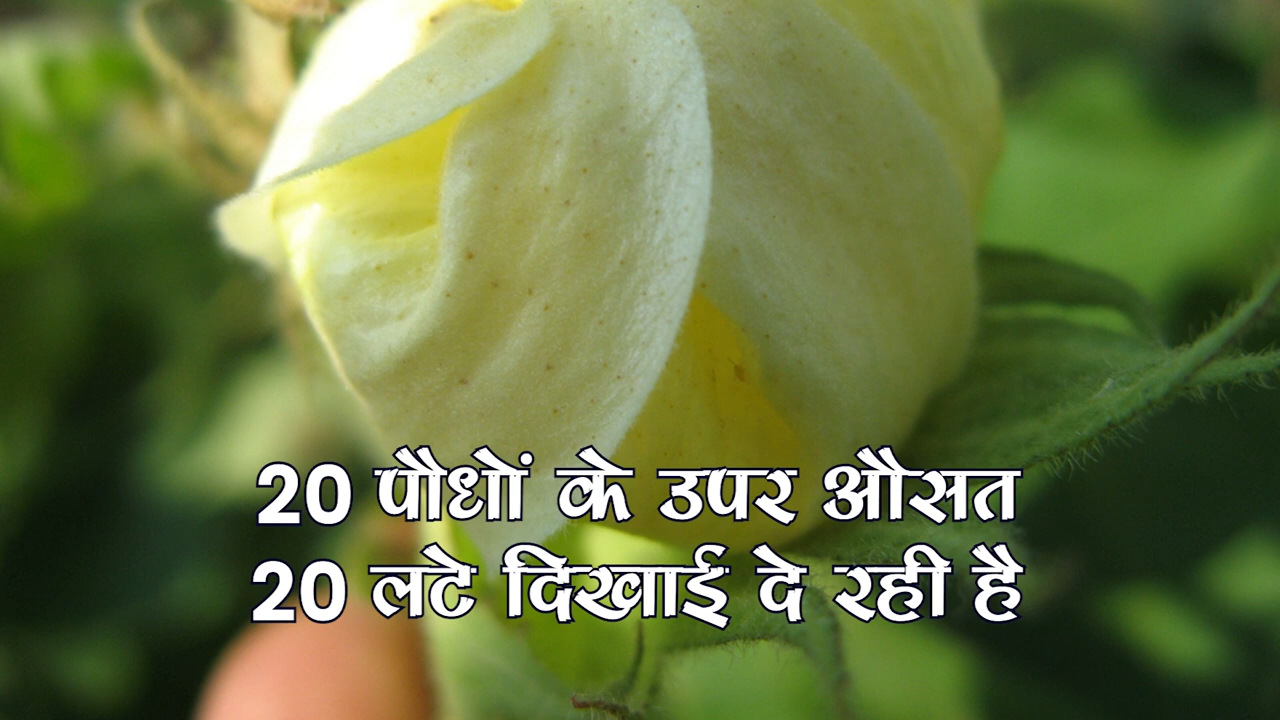 20 पौधों के उपर औसत
20 लटे दिखाई दे रही है